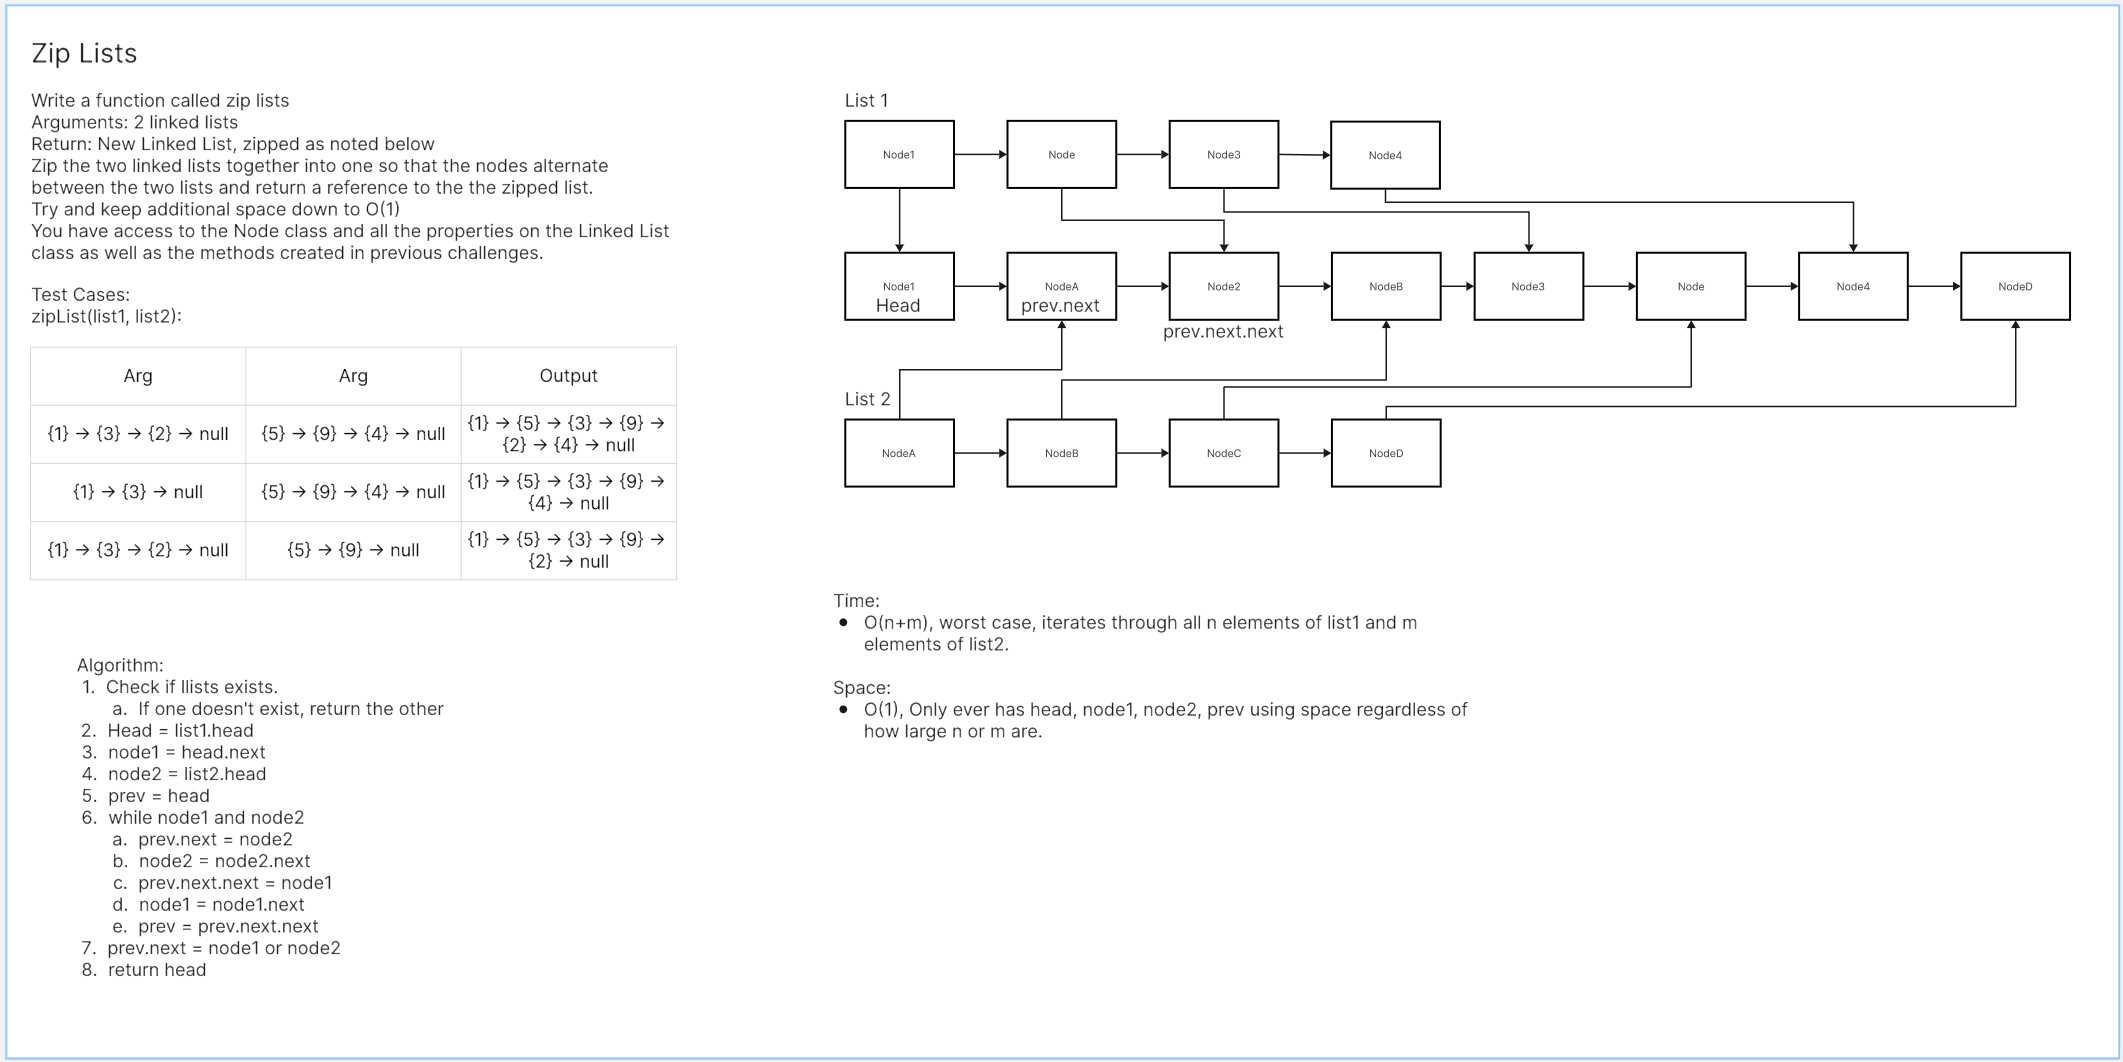 Zip Lists
Write a function called zip lists
Arguments: 2 linked lists
Return: New Linked List, zipped as noted below
Zip the two linked lists together into one so that the nodes alternate
between the two lists and return a reference to the the zipped list.
Try and keep additional space down to O(1)
You have access to the Node class and all the properties on the Linked List
class as well as the methods created in previous challenges.
Test Cases:
zipList(list1, list2):
Arg Arg Output
{1} → {3} → {2} → null {5} → {9} → {4} → null {1} → {5} → {3} → {9} →
{2} → {4} → null
{1} → {3} → null {5} → {9} → {4} → null {1} → {5} → {3} → {9} →
{4} → null
{1} → {3} → {2} → null {5} → {9} → null {1} → {5} → {3} → {9} →
{2} → null
Algorithm:
1. Check if llists exists.
a. If one doesn't exist, return the other
2. Head = list1.head
3. node1 = head.next
4. node2 = list2.head
5. prev = head
6. while node1 and node2
a. prev.next = node2
b. node2 = node2.next
c. prev.next.next = node1
d. node1 = node1.next
e. prev = prev.next.next
7. prev.next = node1 or node2
8. return head
List 1
Node1 Node Node3 Node4
Node1 NodeA Node2 NodeB Node3 Node Node4 NodeD
Head prev.next
prev.next.next
List 2
NodeA NodeB NodeC NodeD
Time:
● O(n+m), worst case, iterates through all n elements of list1 and m
elements of list2.
Space:
● O(1), Only ever has head, node1, node2, prev using space regardless of
how large n or m are.